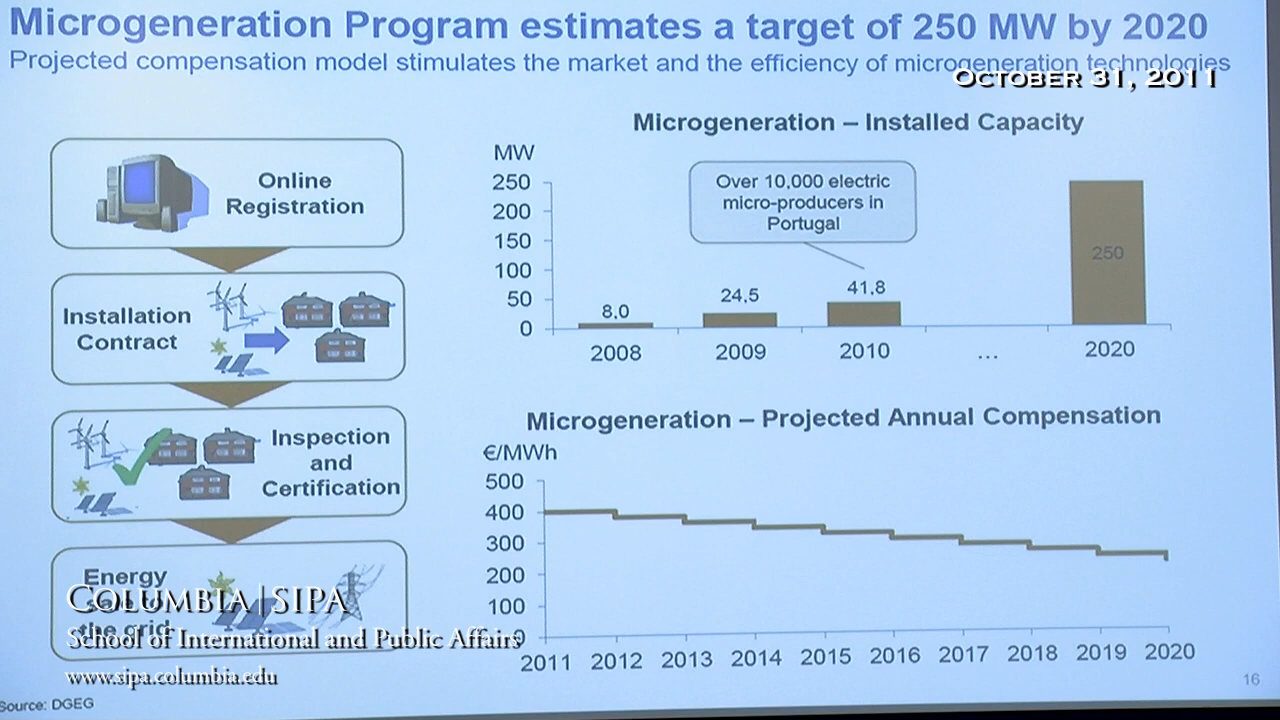 Microgeneration Program estimates a target of 250 MW by 2020
Projected compensation model stimulates the market and the efficiency of microgeneration technologies
OCTOBER 31, 2011
Online
Registration
Installation
Contract
Inspection
and
Certification
Energy
sale to
the grid
Microgeneration – Installed Capacity
MW
250
200
150
100
50
0
Over 10,000 electric
micro-producers in
Portugal
8,0
24,5
41,8
250
2008 2009 2010 ... 2020
Microgeneration – Projected Annual Compensation
€/MWh
500
400
300
200
100
0
2011 2012 2013 2014 2015 2016 2017 2018 2019 2020
COLUMBIA | SIPA
School of International and Public Affairs
www.sipa.columbia.edu
16
Source: DGEG